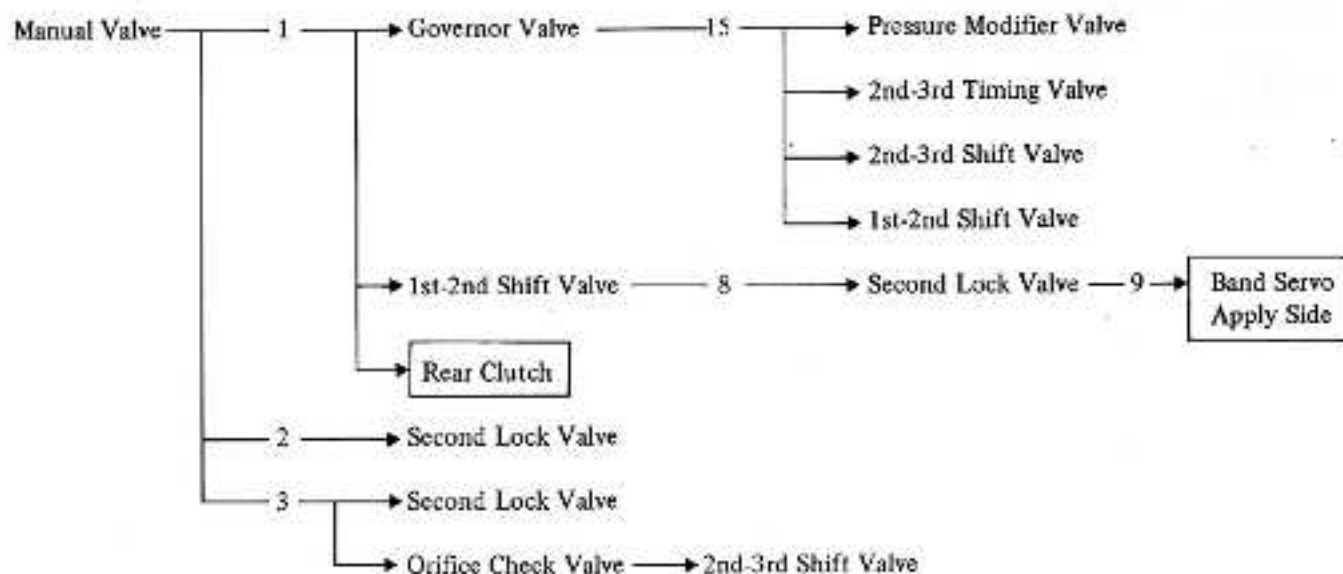 Manual Valve 1 Governor Valve 15 Pressure Modifier Valve
2nd-3rd Timing Valve
2nd-3rd Shift Valve
1st-2nd Shift Valve
1st-2nd Shift Valve 8 Second Lock Valve 9 Band Servo
Apply Side
Rear Clutch
2 Second Lock Valve
3 Second Lock Valve
Orifice Check Valve 2nd-3rd Shift Valve